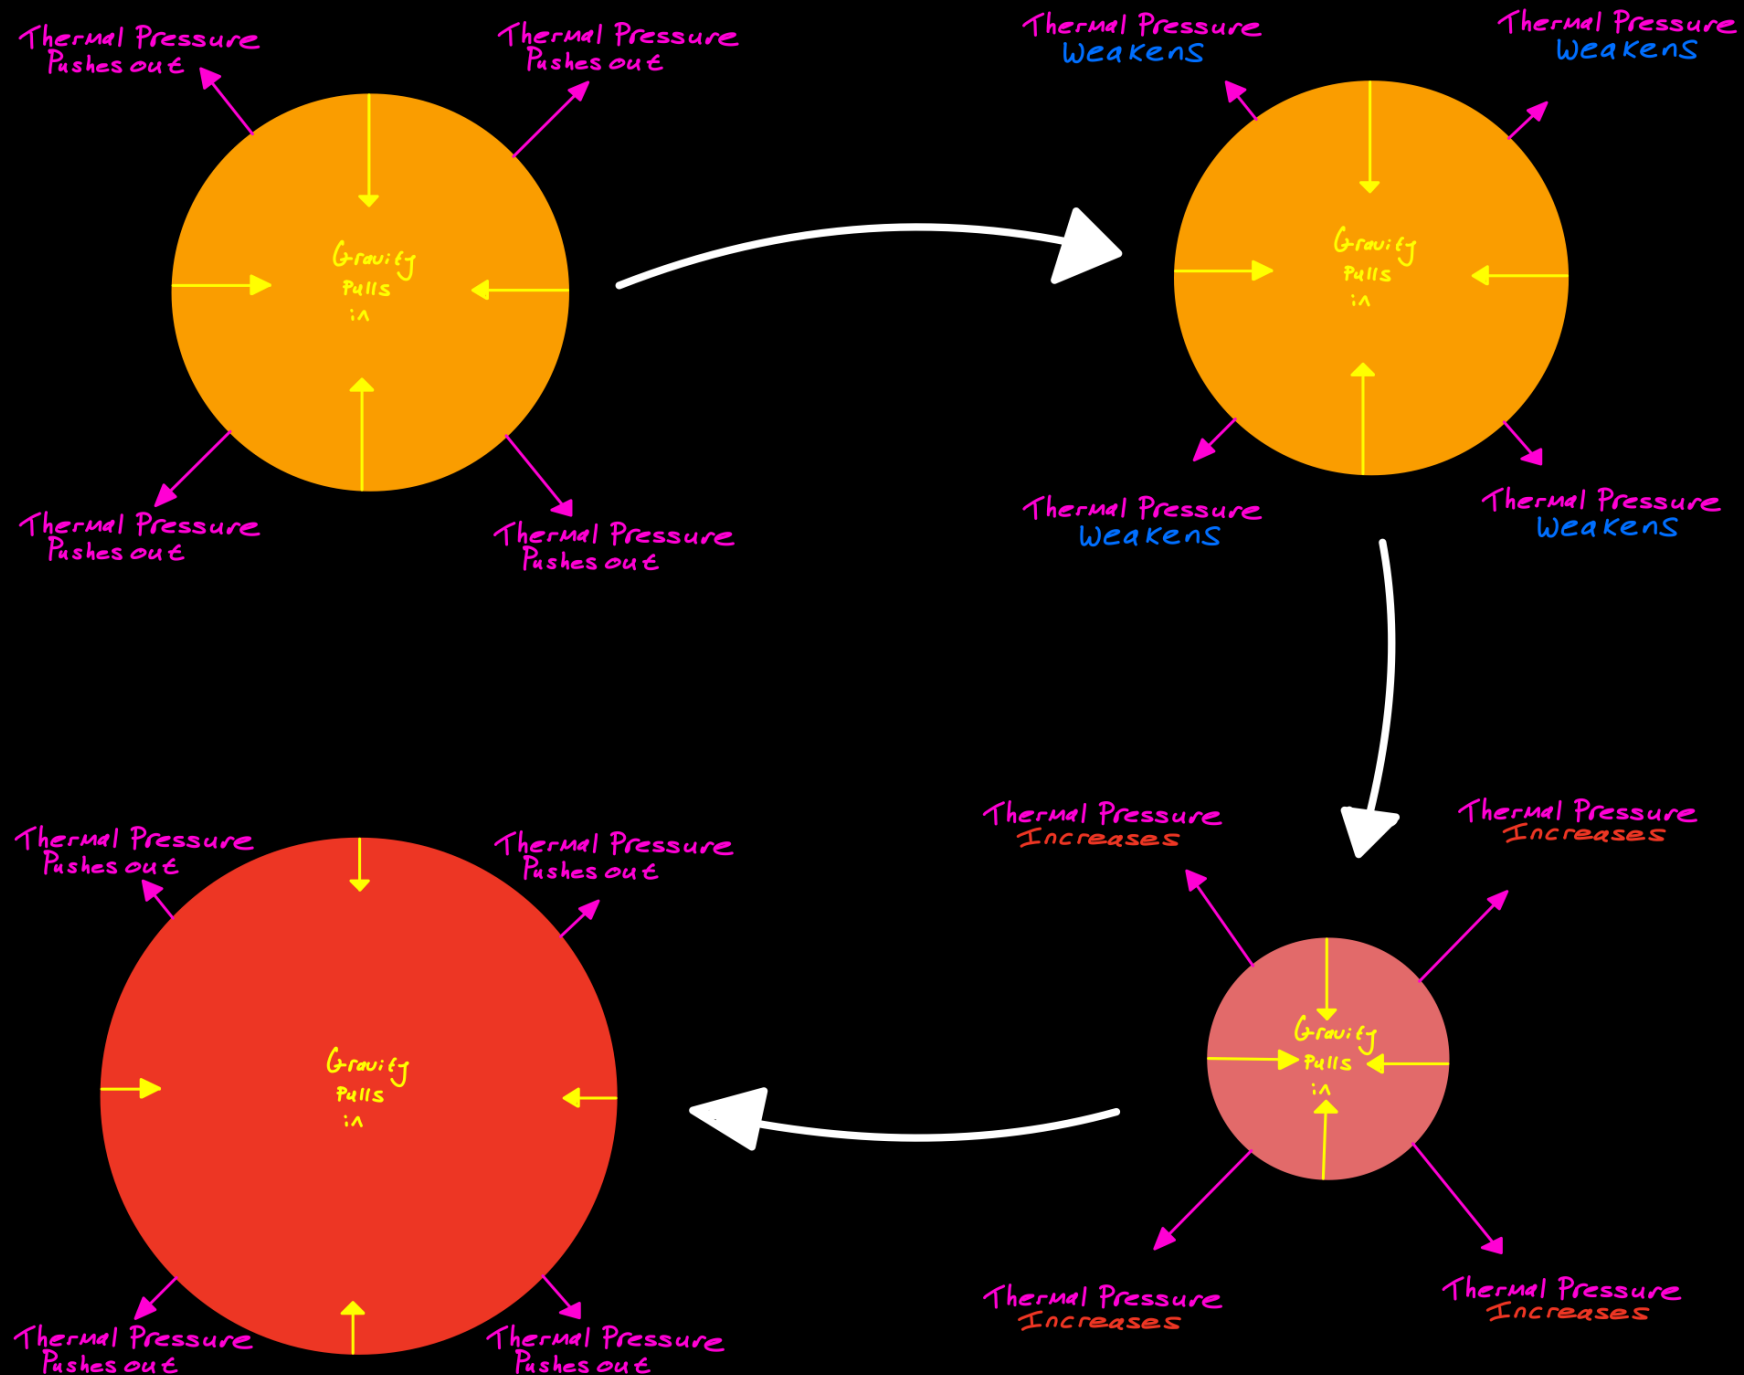 Thermal Pressure
Pushes out
Thermal Pressure
Pushes out
Gravity
Pulls
in
Thermal Pressure
Pushes out
Thermal Pressure
Pushes out
Thermal Pressure
Weakens
Thermal Pressure
Weakens
Gravity
Pulls
in
Thermal Pressure
Weakens
Thermal Pressure
Weakens
Thermal Pressure
Increases
Thermal Pressure
Increases
Gravity
Pulls
in
Thermal Pressure
Increases
Thermal Pressure
Increases
Thermal Pressure
Pushes out
Thermal Pressure
Pushes out
Gravity
Pulls
in
Thermal Pressure
Pushes out
Thermal Pressure
Pushes out